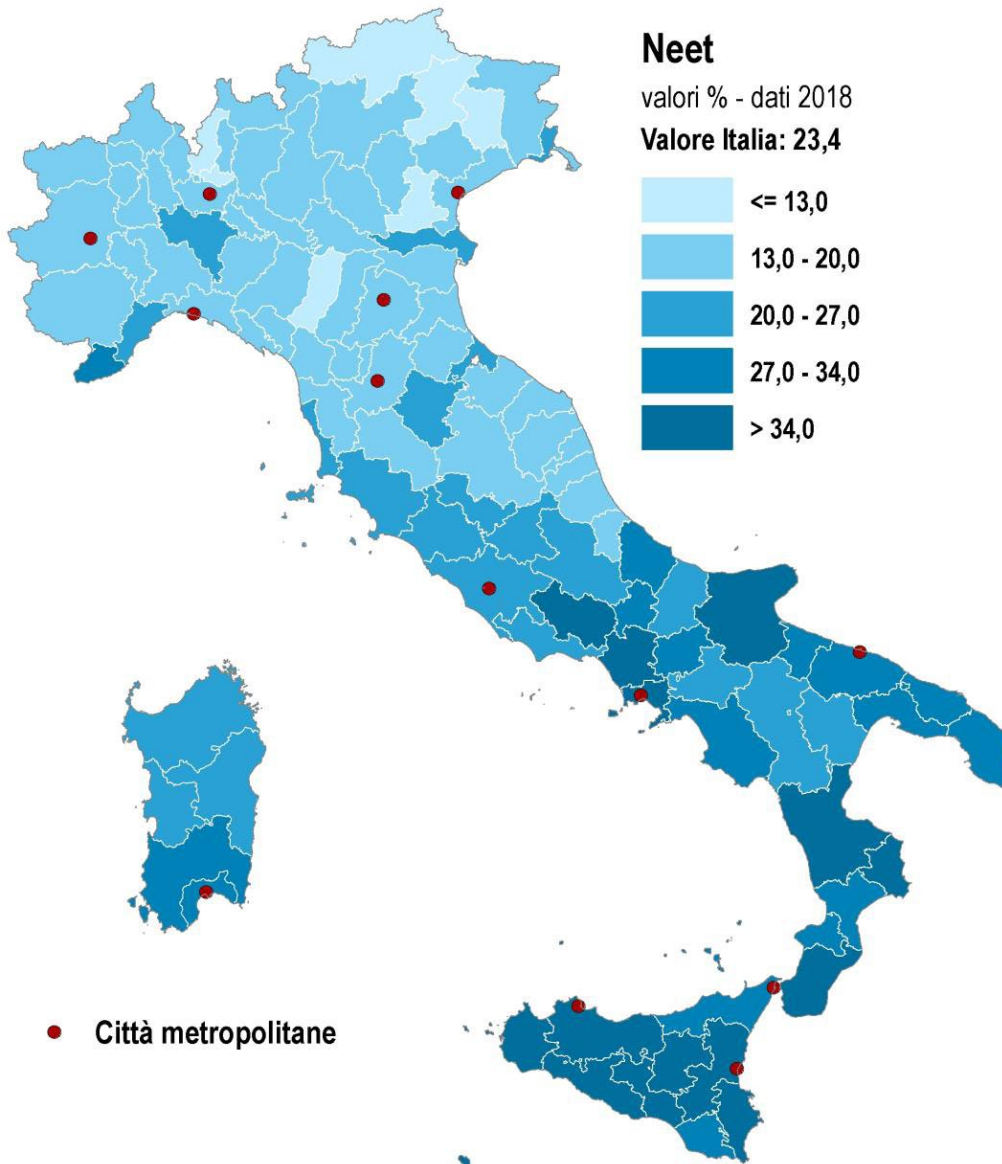 Neet
valori % - dati 2018
Valore Italia: 23,4
<= 13,0
13,0 - 20,0
20,0 - 27,0
27,0 - 34,0
> 34,0
Città metropolitane